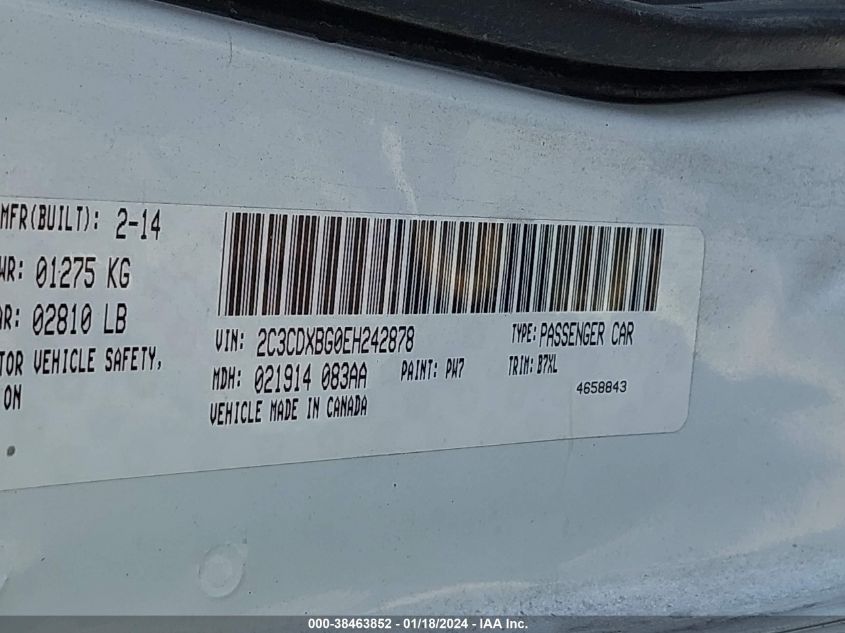 MFR(BUILT): 2-14
WR: 01275 KG
AR: 02810 LB
TOR VEHICLE SAFETY,
ON
VIN: 2C3CDXBG0EH242878
TYPE: PASSENGER CAR
MDH: 021914 083AA
PAINT: PW7
TRIM: B7XL
VEHICLE MADE IN CANADA
4658843
000-38463852 - 01/18/2024 - IAA Inc.